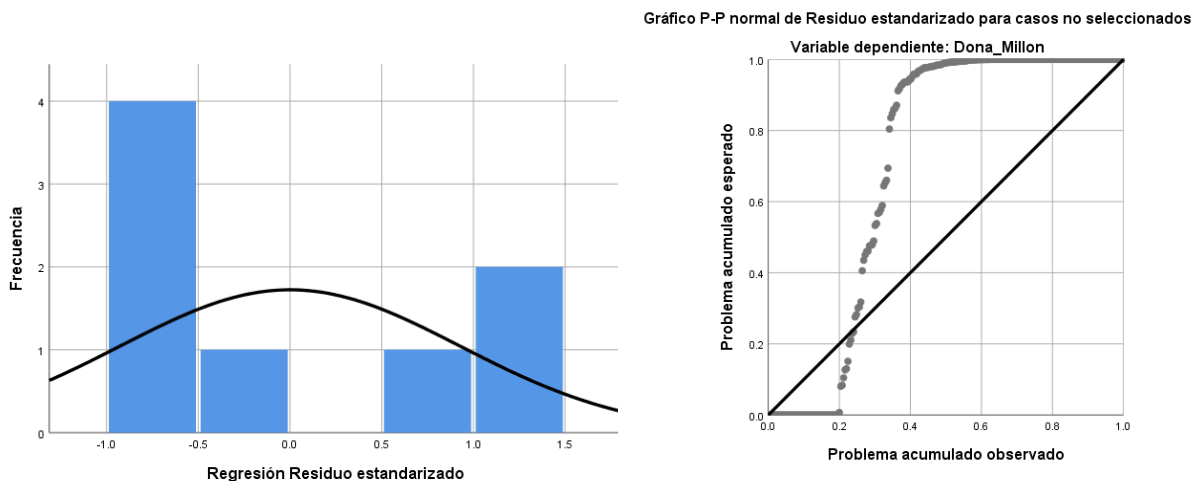 Frecuencia
4
3
2
1
0
-1.0 -0.5 0.0 0.5 1.0 1.5
Regresión Residuo estandarizado
Gráfico P-P normal de Residuo estandarizado para casos no seleccionados
Variable dependiente: Dona_Millon
Problema acumulado esperado
1.0
0.8
0.6
0.4
0.2
0.0
0.0 0.2 0.4 0.6 0.8 1.0
Problema acumulado observado